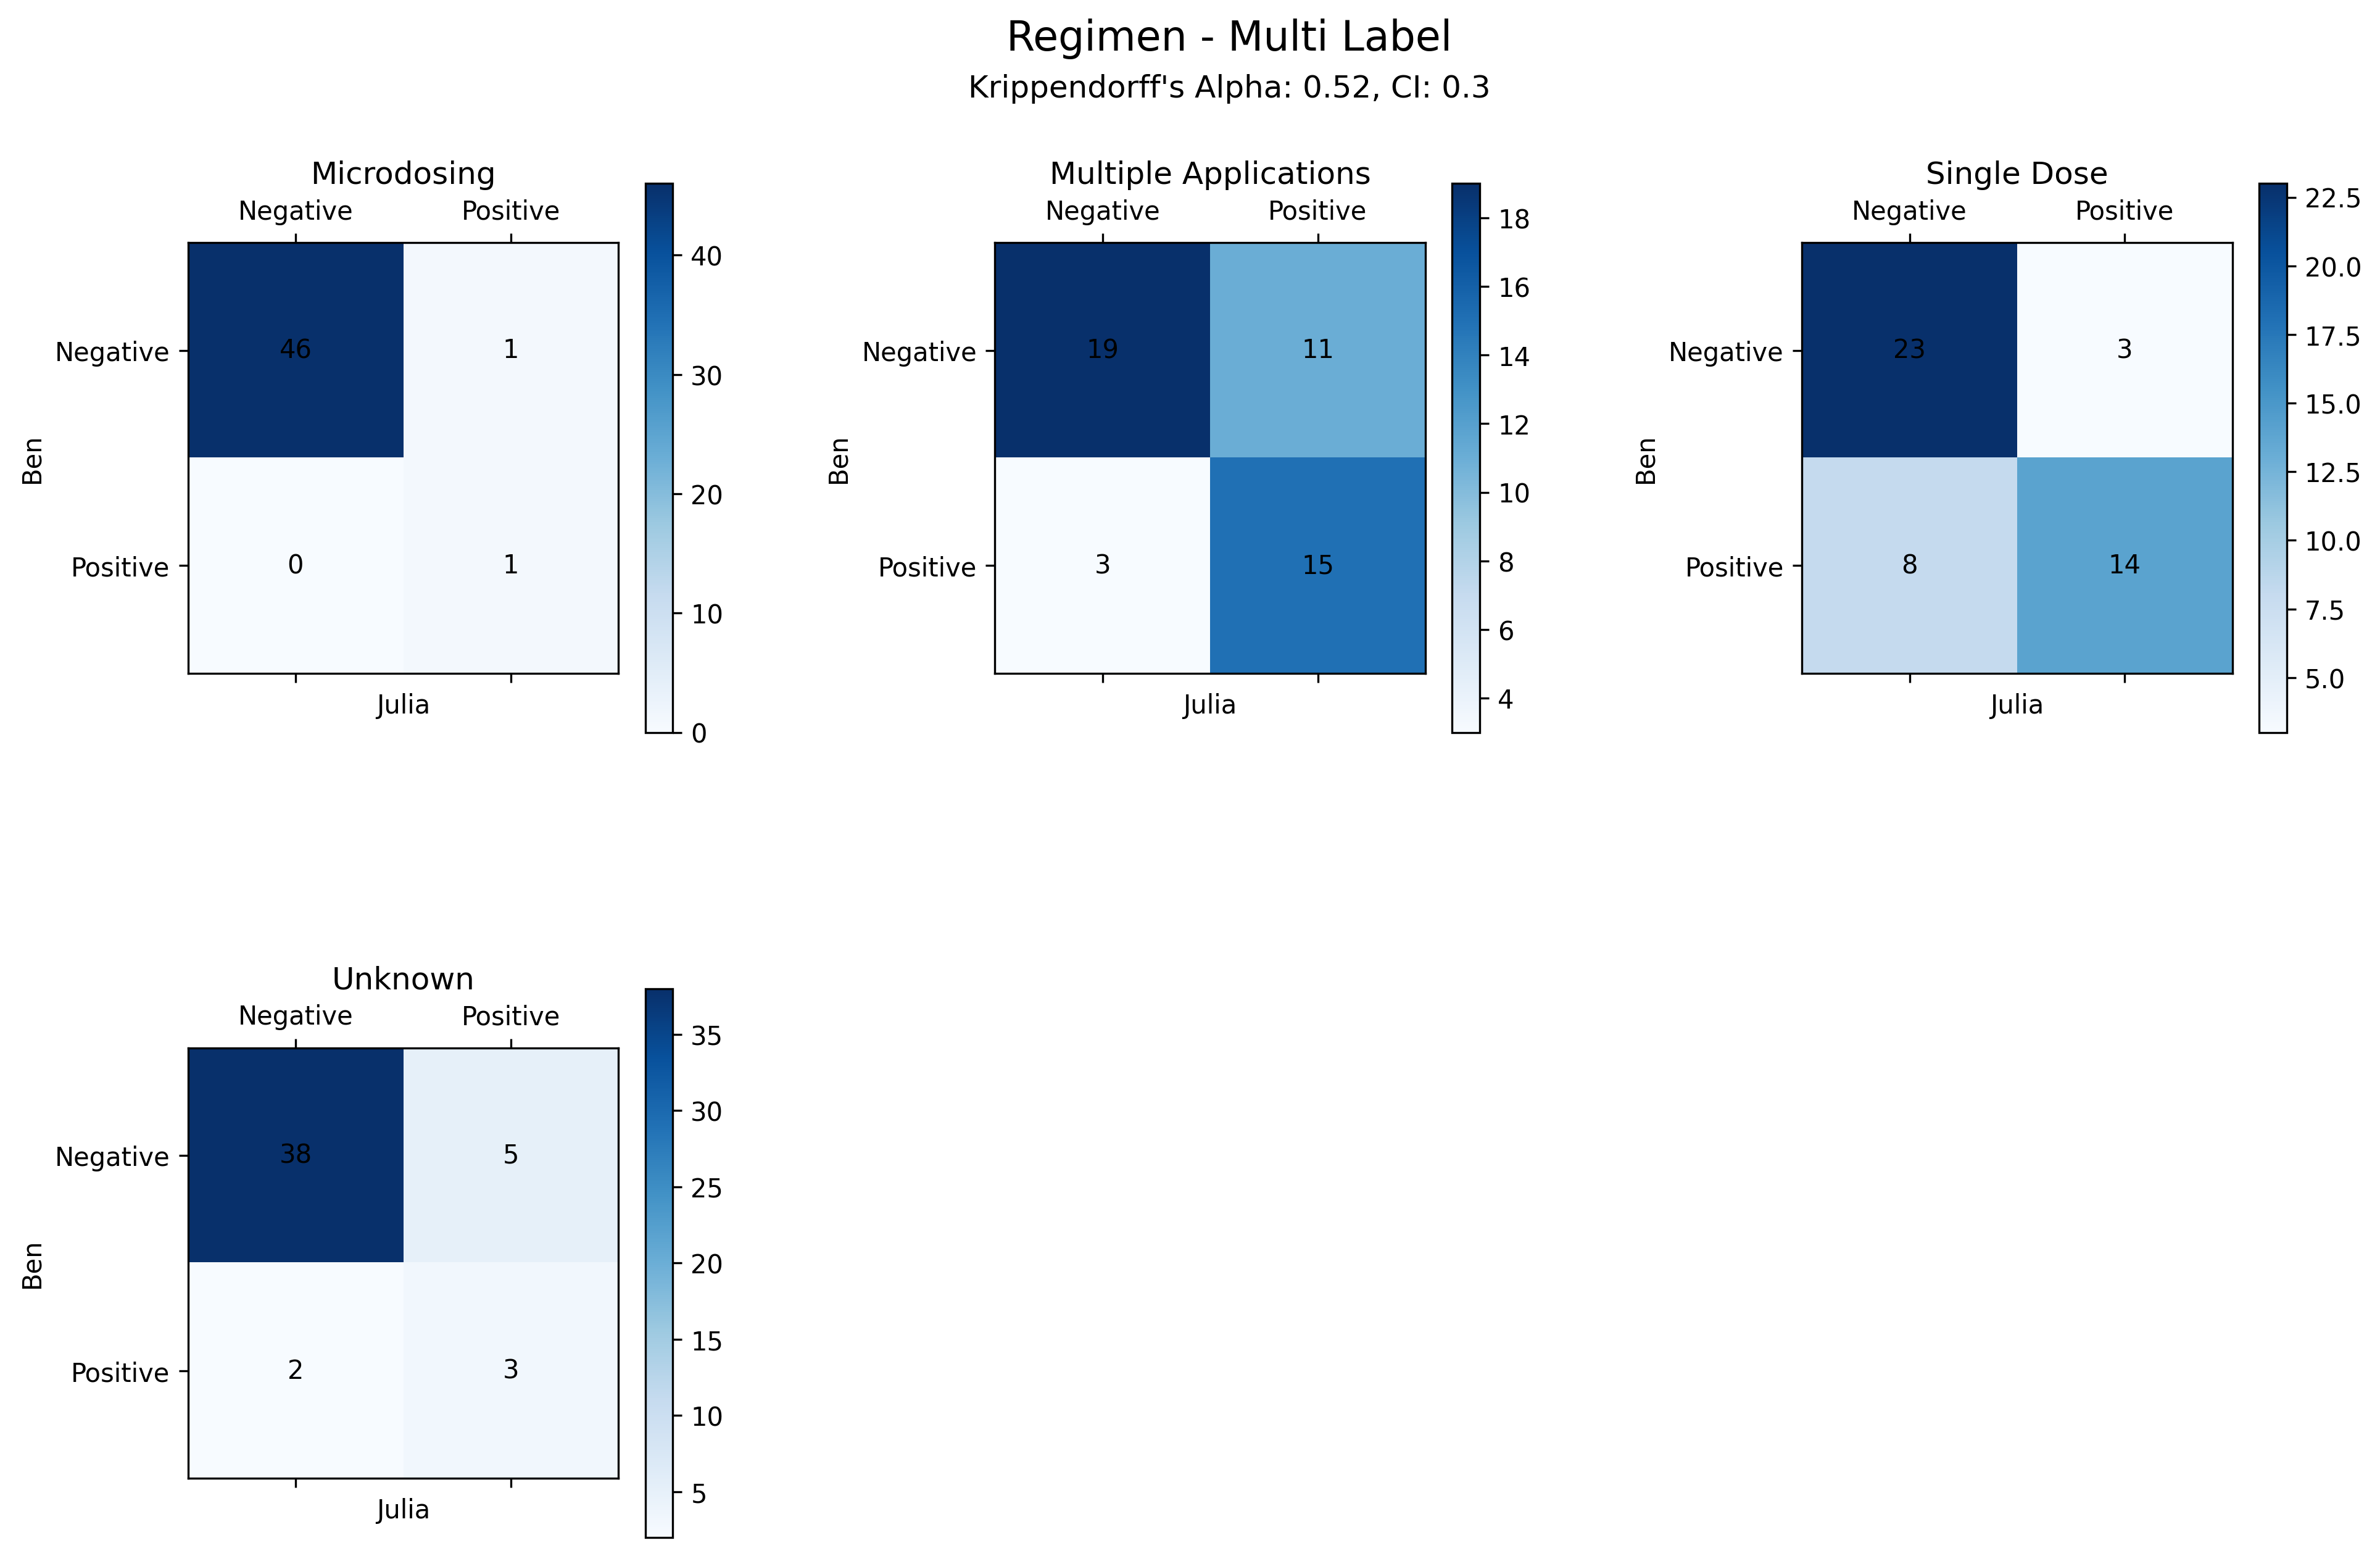 Regimen - Multi Label
Krippendorff's Alpha: 0.52, CI: 0.3
Microdosing
Negative Positive
Negative
Positive
46 1
0 1
Ben
Julia
40
30
20
10
0
Multiple Applications
Negative Positive
Negative
Positive
19 11
3 15
Ben
Julia
18
16
14
12
10
8
6
4
Single Dose
Negative Positive
Negative
Positive
23 3
8 14
Ben
Julia
22.5
20.0
17.5
15.0
12.5
10.0
7.5
5.0
Unknown
Negative Positive
Negative
Positive
38 5
2 3
Ben
Julia
35
30
25
20
15
10
5